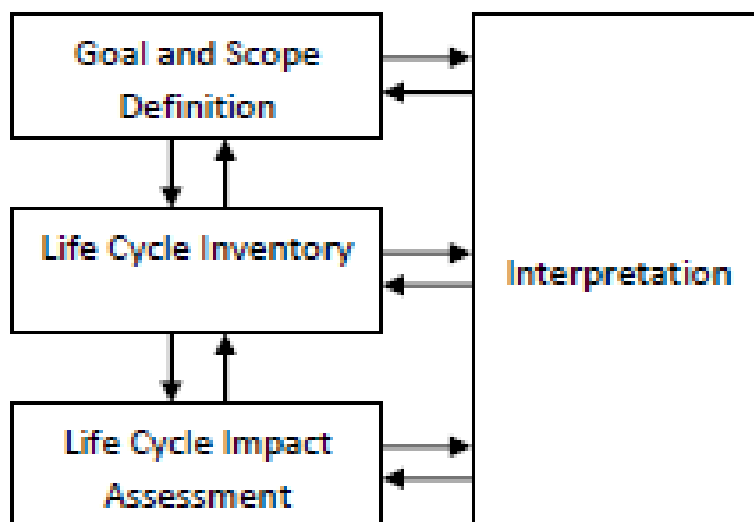 Goal and Scope
Definition
Life Cycle Inventory
Interpretation
Life Cycle Impact
Assessment